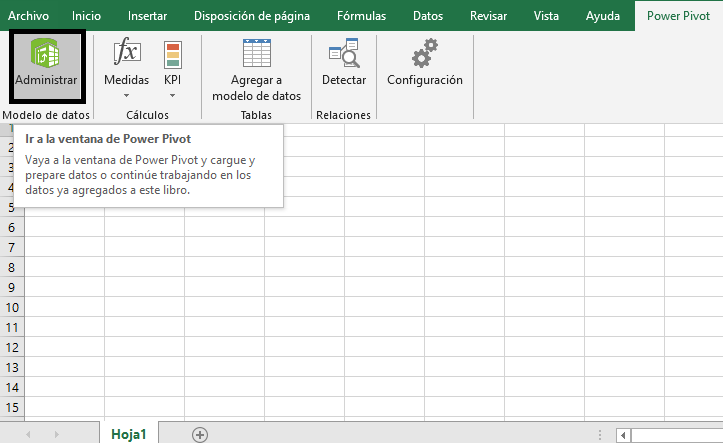 Archivo Inicio Insertar Disposición de página Fórmulas Datos Revisar Vista Ayuda Power Pivot
Administrar
Medidas
KPI
Agregar a
modelo de datos
Detectar
Configuración
Modelo de datos Cálculos Tablas Relaciones
1
Ir a la ventana de Power Pivot
Vaya a la ventana de Power Pivot y cargue y
prepare datos o continúe trabajando en los
datos ya agregados a este libro.
2
3
4
5
6
7
8
9
10
11
12
13
14
15
Hoja1